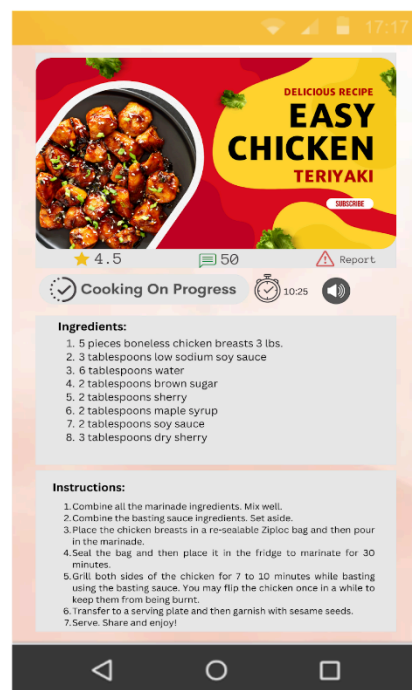 17:17
DELICIOUS RECIPE
EASY
CHICKEN
TERIYAKI
SUBSCRIBE
4.5
50
Report
Cooking On Progress
10:25
Ingredients:
1. 5 pieces boneless chicken breasts 3 lbs.
2. 3 tablespoons low sodium soy sauce
3. 6 tablespoons water
4. 2 tablespoons brown sugar
5. 2 tablespoons sherry
6. 2 tablespoons maple syrup
7. 2 tablespoons soy sauce
8. 3 tablespoons dry sherry
Instructions:
1. Combine all the marinade ingredients. Mix well.
2. Combine the basting sauce ingredients. Set aside.
3. Place the chicken breasts in a re-sealable Ziploc bag and then pour
in the marinade.
4. Seal the bag and then place it in the fridge to marinate for 30
minutes.
5. Grill both sides of the chicken for 7 to 10 minutes while basting
using the basting sauce. You may flip the chicken once in a while to
keep them from being burnt.
6. Transfer to a serving plate and then garnish with sesame seeds.
7. Serve. Share and enjoy!